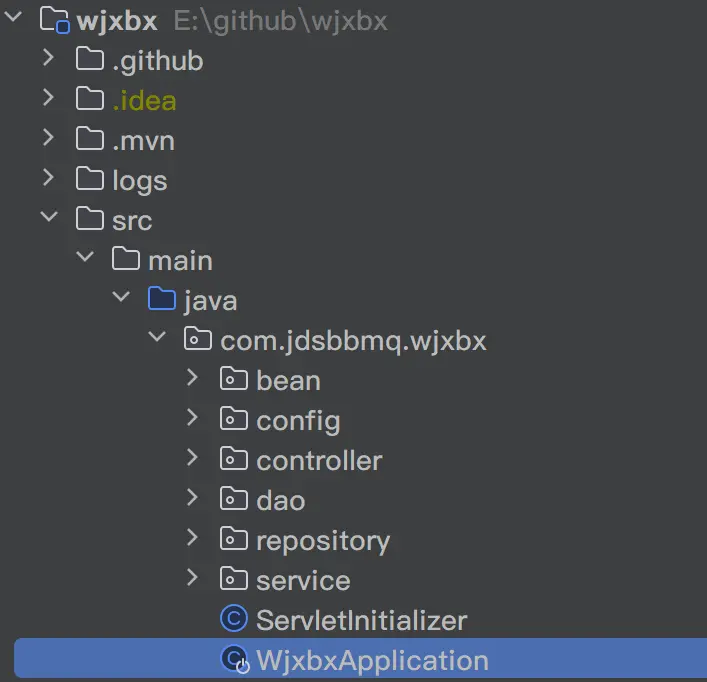 wjxbx E:\github\wjxbx
.github
.idea
.mvn
logs
src
main
java
com.jdsbbmq.wjxbx
bean
config
controller
dao
repository
service
ServletInitializer
WjxbxApplication